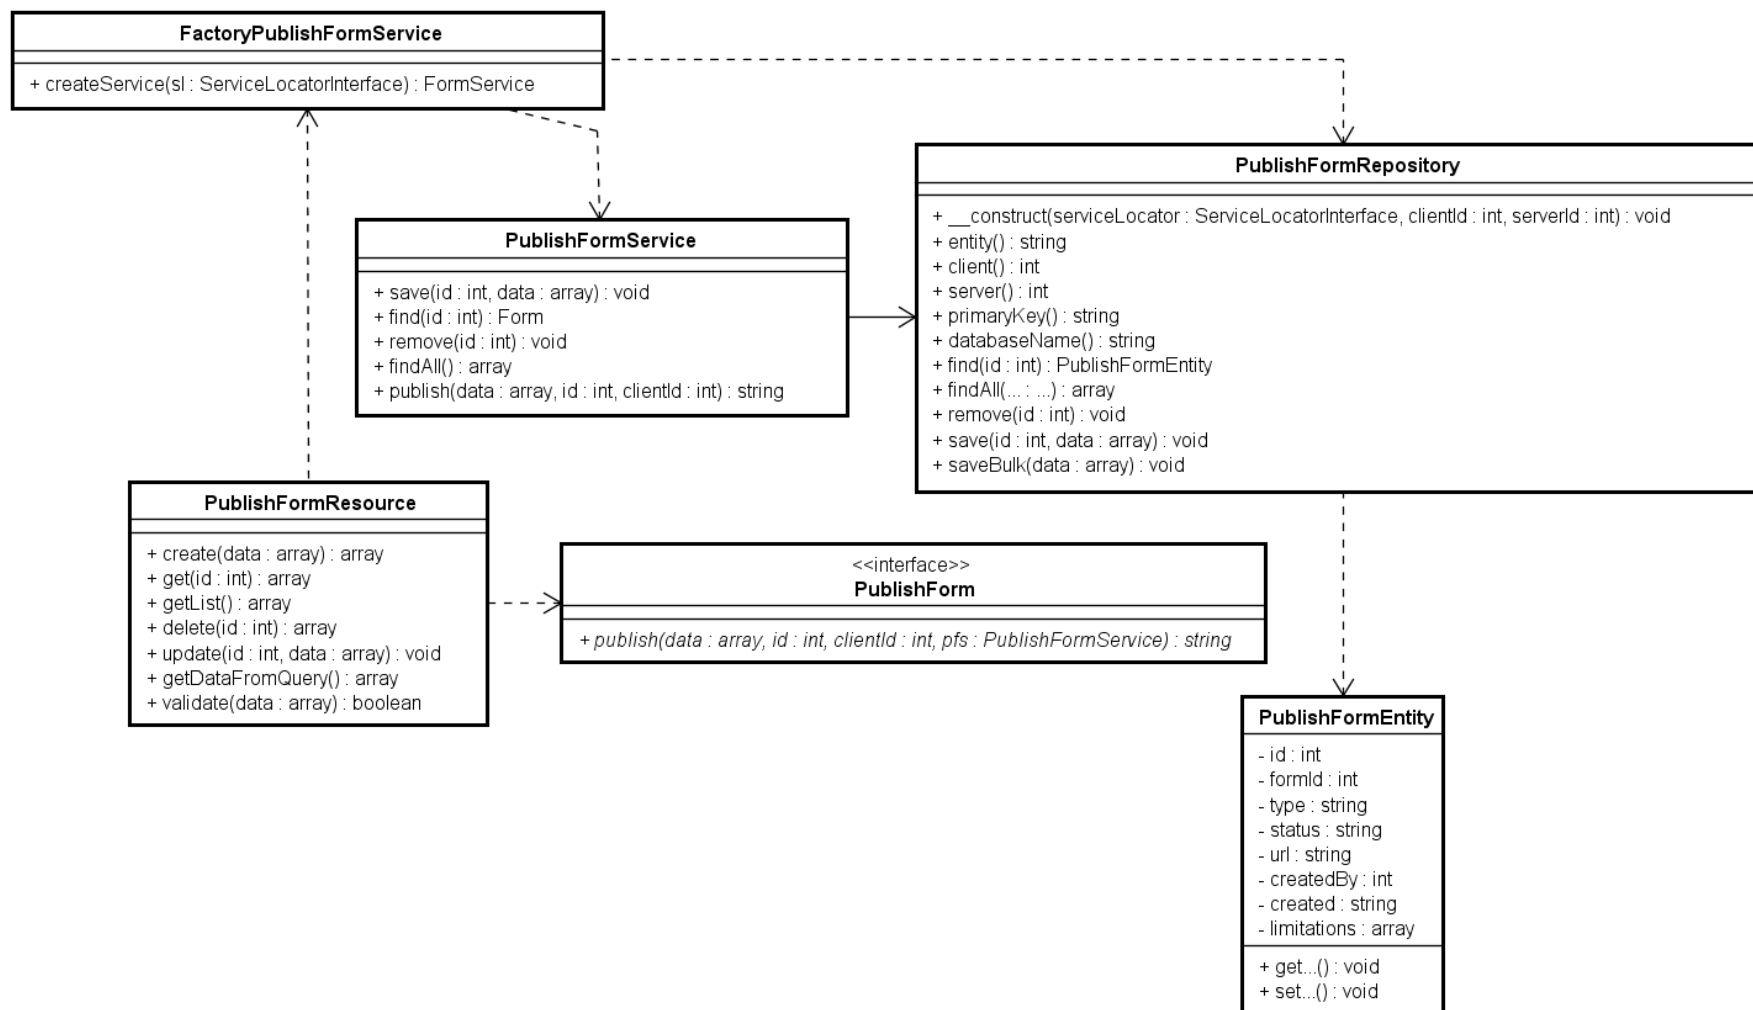 FactoryPublishFormService
+ createService(sl : ServiceLocatorInterface) : FormService
PublishFormRepository
+ __construct(serviceLocator : ServiceLocatorInterface, clientId : int, serverId : int) : void
+ entity() : string
+ client() : int
+ server() : int
+ primaryKey() : string
+ databaseName() : string
+ find(id : int) : PublishFormEntity
+ findAll(... : ...) : array
+ remove(id : int) : void
+ save(id : int, data : array) : void
+ saveBulk(data : array) : void
PublishFormService
+ save(id : int, data : array) : void
+ find(id : int) : Form
+ remove(id : int) : void
+ findAll() : array
+ publish(data : array, id : int, clientId : int) : string
PublishFormResource
+ create(data : array) : array
+ get(id : int) : array
+ getList() : array
+ delete(id : int) : array
+ update(id : int, data : array) : void
+ getDataFromQuery() : array
+ validate(data : array) : boolean
<<interface>>
PublishForm
+ publish(data : array, id : int, clientId : int, pfs : PublishFormService) : string
PublishFormEntity
- id : int
- formId : int
- type : string
- status : string
- url : string
- createdBy : int
- created : string
- limitations : array
+ get...() : void
+ set...() : void